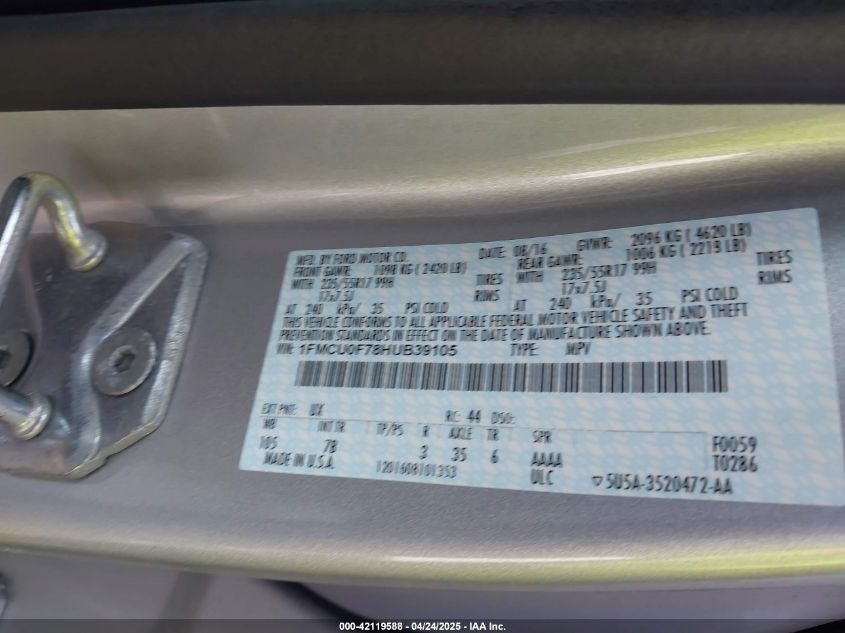 MFD. BY FORD MOTOR CO. DATE: 08/16 GVWR: 2096 KG ( 4620 LB)
FRONT GAWR: 1098 KG ( 2420 LB) REAR GAWR: 1006 KG ( 2219 LB)
WITH 235/55R17 99H TIRES WITH 235/55R17 99H TIRES
17x7.5J RIMS 17x7.5J RIMS
AT 240 kPa/ 35 PSI COLD AT 240 kPa/ 35 PSI COLD
THIS VEHICLE CONFORMS TO ALL APPLICABLE FEDERAL MOTOR VEHICLE SAFETY AND THEFT
PREVENTION STANDARDS IN EFFECT ON THE DATE OF MANUFACTURE SHOWN ABOVE.
VIN: 1FMCU0F78HUB39105 TYPE: MPV
EXT PNT: UX RC: 44 DSO:
WB INT TR TP/PS R AXLE TR SPR
105 7B 3 35 6 AAAA F0059
MADE IN U.S.A. 1201608101353 ULC T0286
▽5U5A-3520472-AA
000-42119588 - 04/24/2025 - IAA Inc.